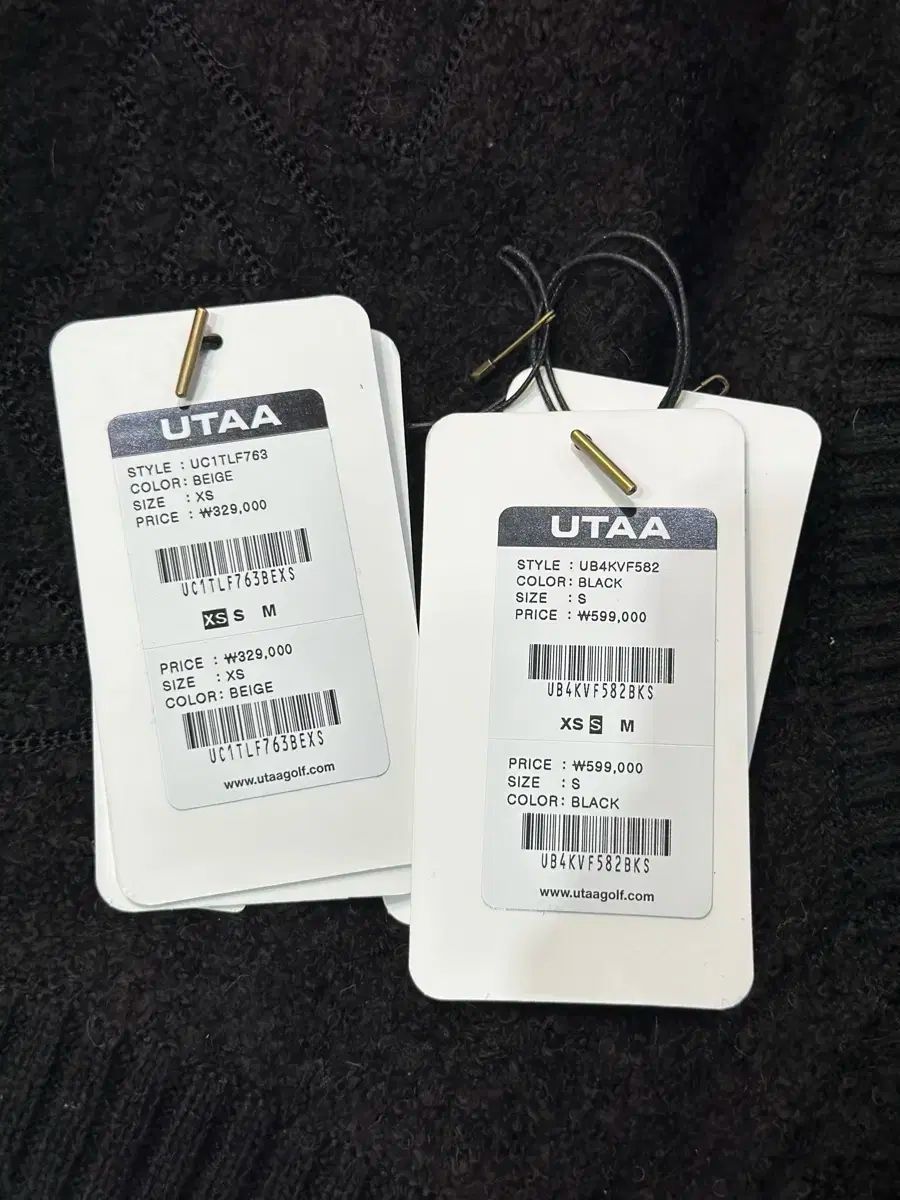 UTAA
STYLE : UC1TLF763
COLOR: BEIGE
SIZE : XS
PRICE : ₩329,000
UC1TLF763BEXS
XS S M
PRICE : ₩329,000
SIZE : XS
COLOR: BEIGE
UC1TLF763BEXS
www.utaagolf.com
UTAA
STYLE : UB4KVF582
COLOR: BLACK
SIZE : S
PRICE : ₩599,000
UB4KVF582BKS
XS S M
PRICE : ₩599,000
SIZE : S
COLOR: BLACK
UB4KVF582BKS
www.utaagolf.com